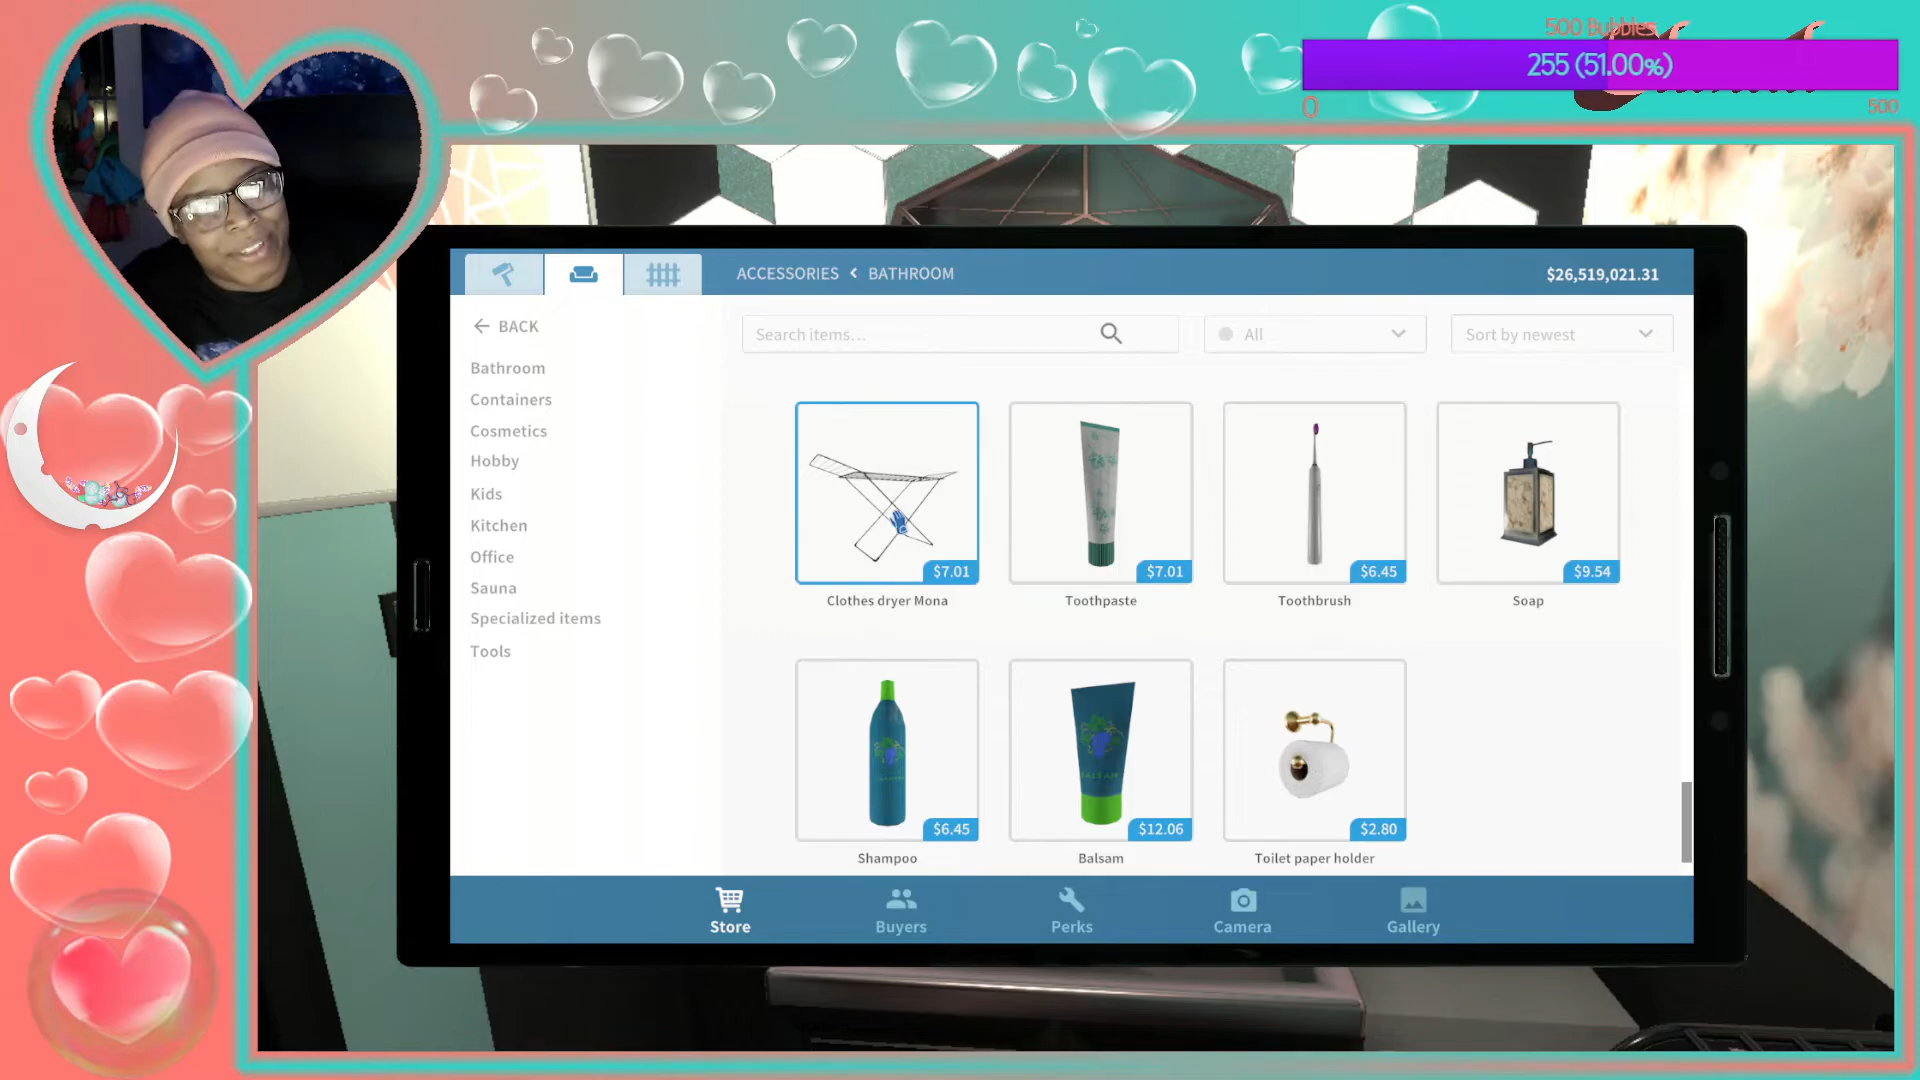 500 Bubbles
255 (51.00%)
0
500
ACCESSORIES < BATHROOM
$26,519,021.31
BACK
Search items...
All
Sort by newest
Bathroom
Containers
Cosmetics
Hobby
Kids
Kitchen
Office
Sauna
Specialized items
Tools
$7.01
$7.01
$6.45
$9.54
Clothes dryer Mona
Toothpaste
Toothbrush
Soap
BALSAM
$6.45
$12.06
$2.80
Shampoo
Balsam
Toilet paper holder
Store
Buyers
Perks
Camera
Gallery